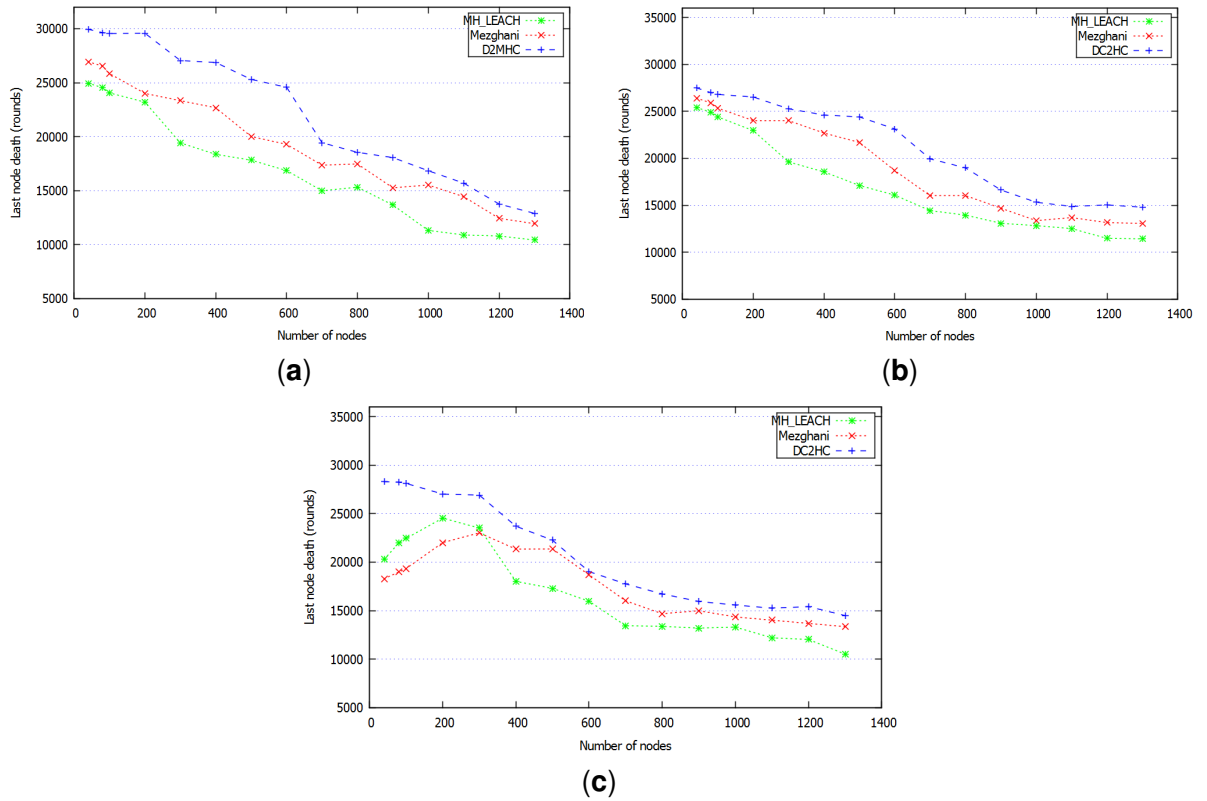 MH_LEACH
Mezghani
D2MHC
30000
25000
20000
15000
10000
5000
Last node death (rounds)
0 200 400 600 800 1000 1200 1400
Number of nodes
(a)
MH_LEACH
Mezghani
DC2HC
35000
30000
25000
20000
15000
10000
5000
Last node death (rounds)
0 200 400 600 800 1000 1200 1400
Number of nodes
(b)
MH_LEACH
Mezghani
DC2HC
35000
30000
25000
20000
15000
10000
5000
Last node death (rounds)
0 200 400 600 800 1000 1200 1400
Number of nodes
(c)